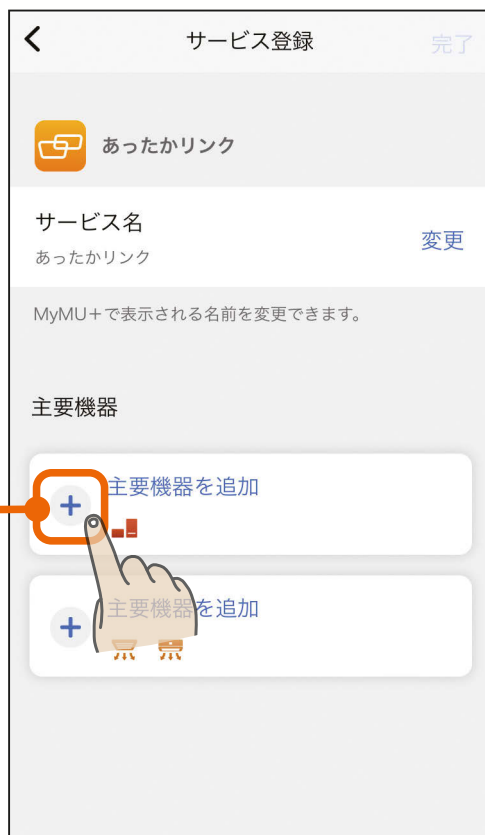 サービス登録
完了
あったかリンク
サービス名
あったかリンク
変更
MyMU+で表示される名前を変更できます。
主要機器
主要機器を追加
主要機器を追加